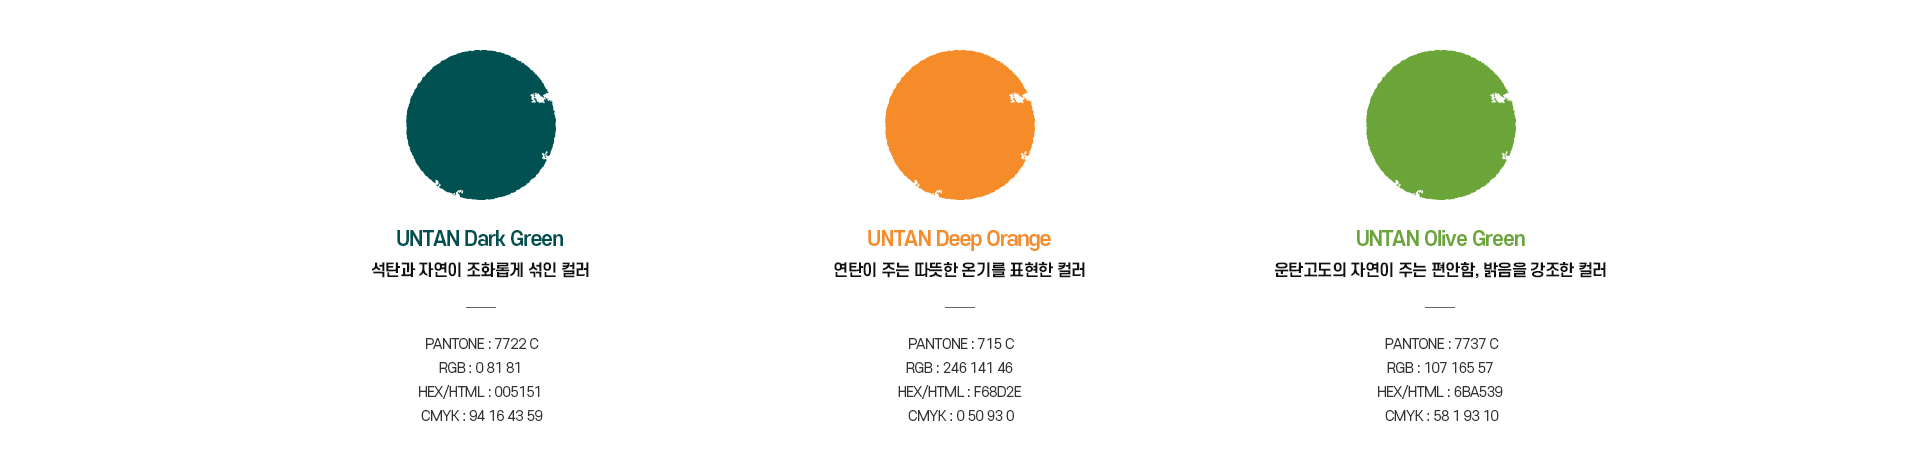 UNTAN Dark Green
석탄과 자연이 조화롭게 섞인 컬러
PANTONE : 7722 C
RGB : 0 81 81
HEX/HTML : 005151
CMYK : 94 16 43 59
UNTAN Deep Orange
연탄이 주는 따뜻한 온기를 표현한 컬러
PANTONE : 715 C
RGB : 246 141 46
HEX/HTML : F68D2E
CMYK : 0 50 93 0
UNTAN Olive Green
운탄고도의 자연이 주는 편안함, 밝음을 강조한 컬러
PANTONE : 7737 C
RGB : 107 165 57
HEX/HTML : 6BA539
CMYK : 58 1 93 10